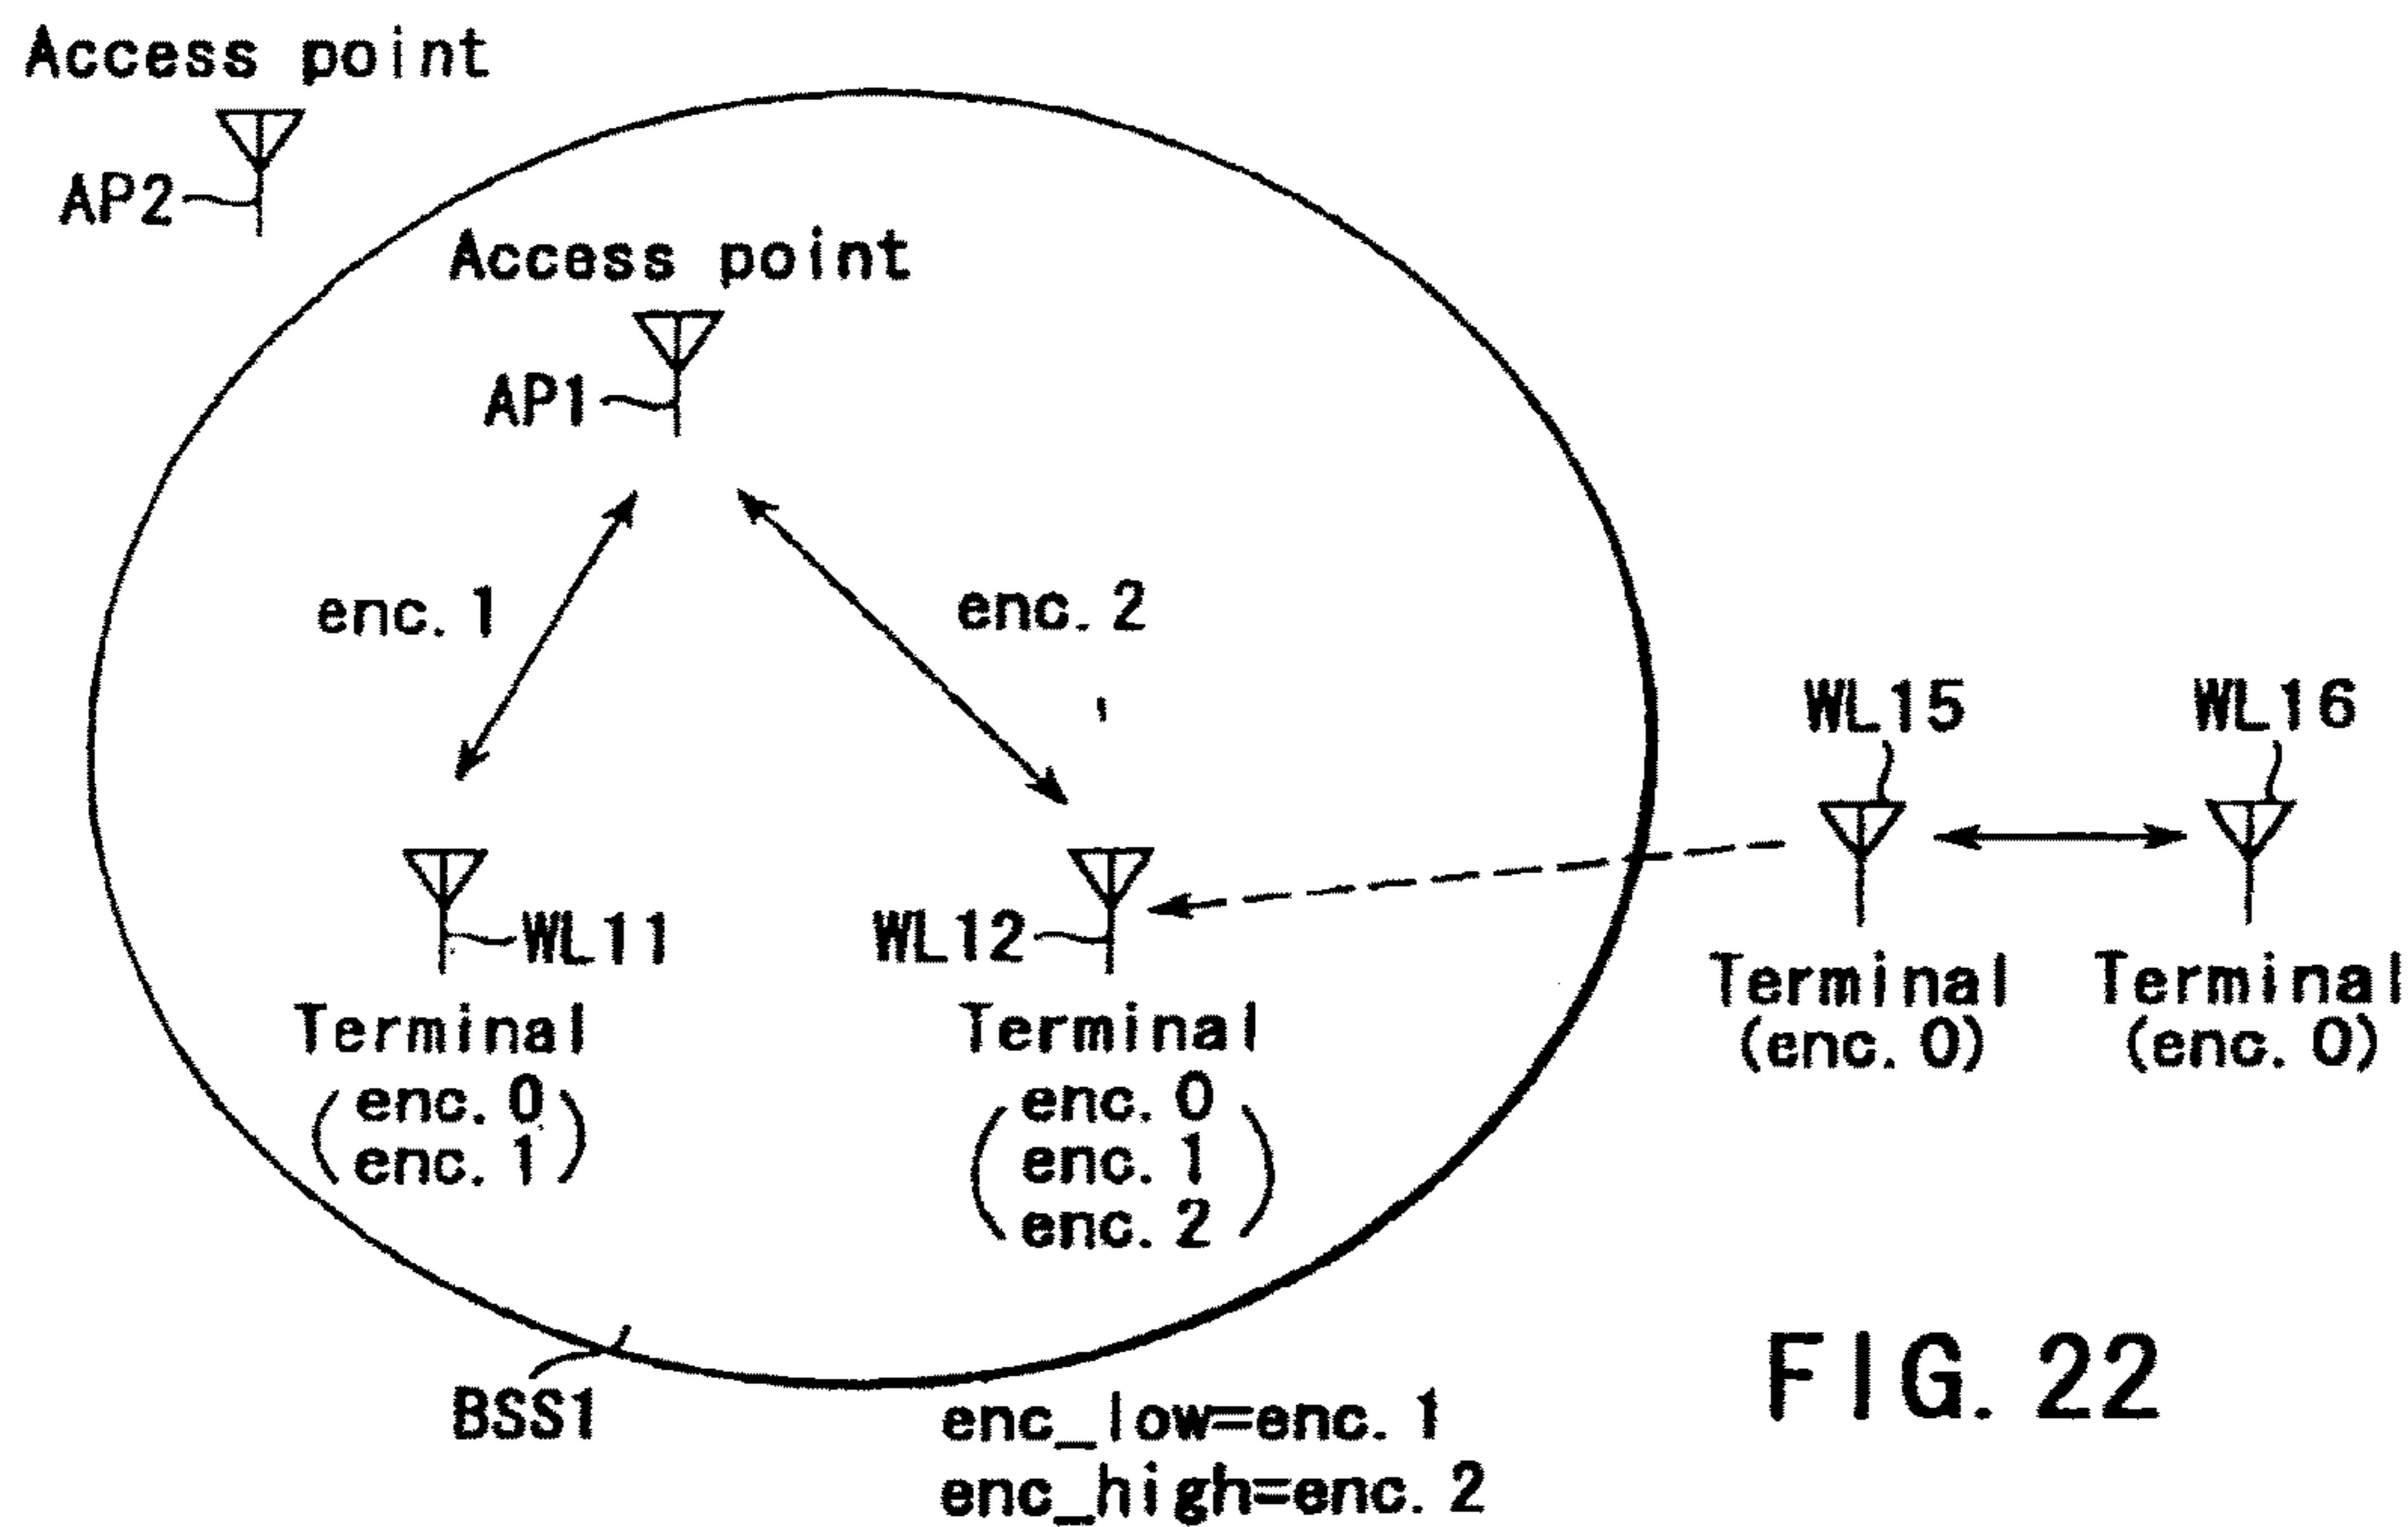 Access point
AP2
Access point
AP1
enc. 1
enc. 2
WL15
WL16
WL11
WL12
Terminal
(enc. 0)
Terminal
(enc. 0)
Terminal
(enc. 0
enc. 1)
Terminal
(enc. 0
enc. 1
enc. 2)
BSS1
enc_low=enc. 1
enc_high=enc. 2
FIG. 22